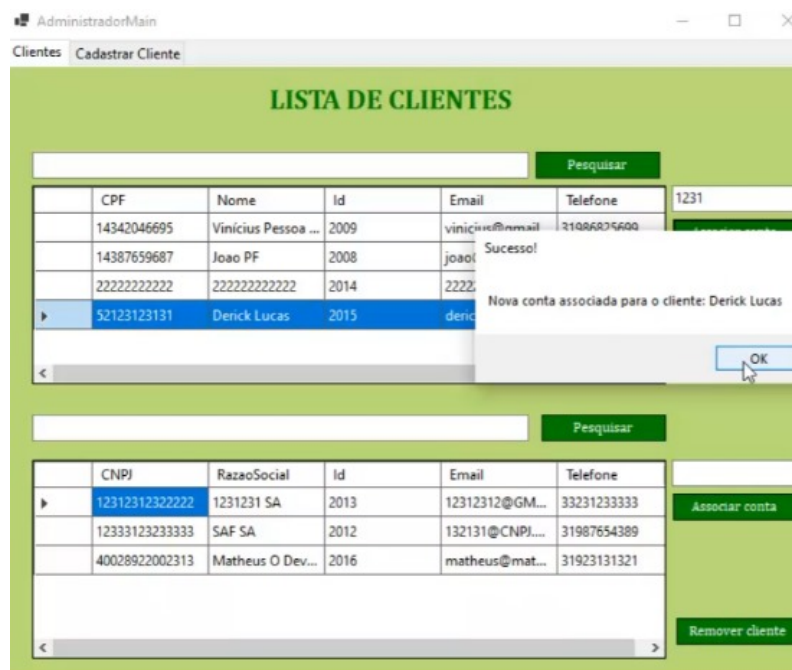 AdministradorMain
Clientes Cadastrar Cliente
LISTA DE CLIENTES
Pesquisar
CPF Nome Id Email Telefone 1231
14342046695 Vinícius Pessoa ... 2009 vinicius@gmail 31986825699
14387659687 Joao PF 2008
22222222222 222222222222 2014
52123123131 Derick Lucas 2015
Sucesso!
Nova conta associada para o cliente: Derick Lucas
OK
Pesquisar
CNPJ RazaoSocial Id Email Telefone
12312312322222 1231231 SA 2013 12312312@GM... 33231233333 Associar conta
12333123233333 SAF SA 2012 132131@CNPJ.... 31987654389
40028922002313 Matheus O Dev... 2016 matheus@mat... 31923131321
Remover cliente